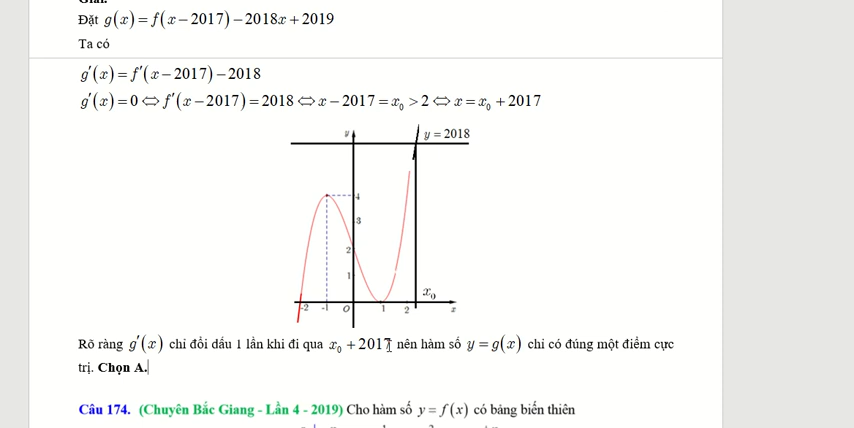 Giải.
Đặt g(x) = f(x − 2017) − 2018x + 2019
Ta có
g′(x) = f′(x − 2017) − 2018
g′(x) = 0 ⇔ f′(x − 2017) = 2018 ⇔ x − 2017 = x₀ > 2 ⇔ x = x₀ + 2017
y
y = 2018
4
3
2
1
x₀
-2 -1 O 1 2 x
Rõ ràng g′(x) chỉ đổi dấu 1 lần khi đi qua x₀ + 2017 nên hàm số y = g(x) chỉ có đúng một điểm cực
trị. Chọn A.
Câu 174. (Chuyên Bắc Giang - Lần 4 - 2019) Cho hàm số y = f(x) có bảng biến thiên